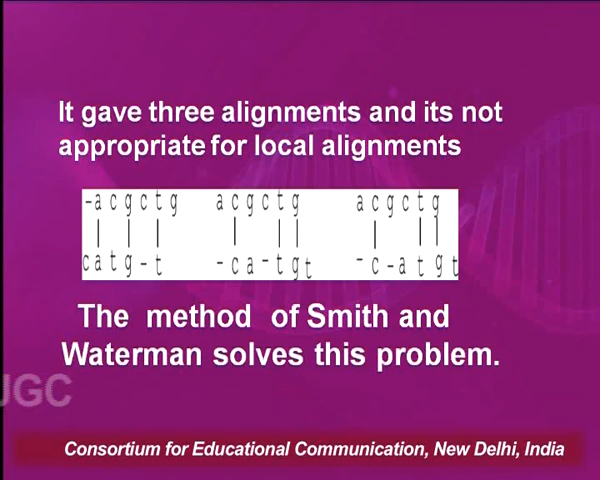 It gave three alignments and its not
appropriate for local alignments
-acgctg acgctg acgctg
| | | | | | | | |
catg-t -ca-tgt -c-atgt
The method of Smith and
Waterman solves this problem.
UGC
Consortium for Educational Communication, New Delhi, India